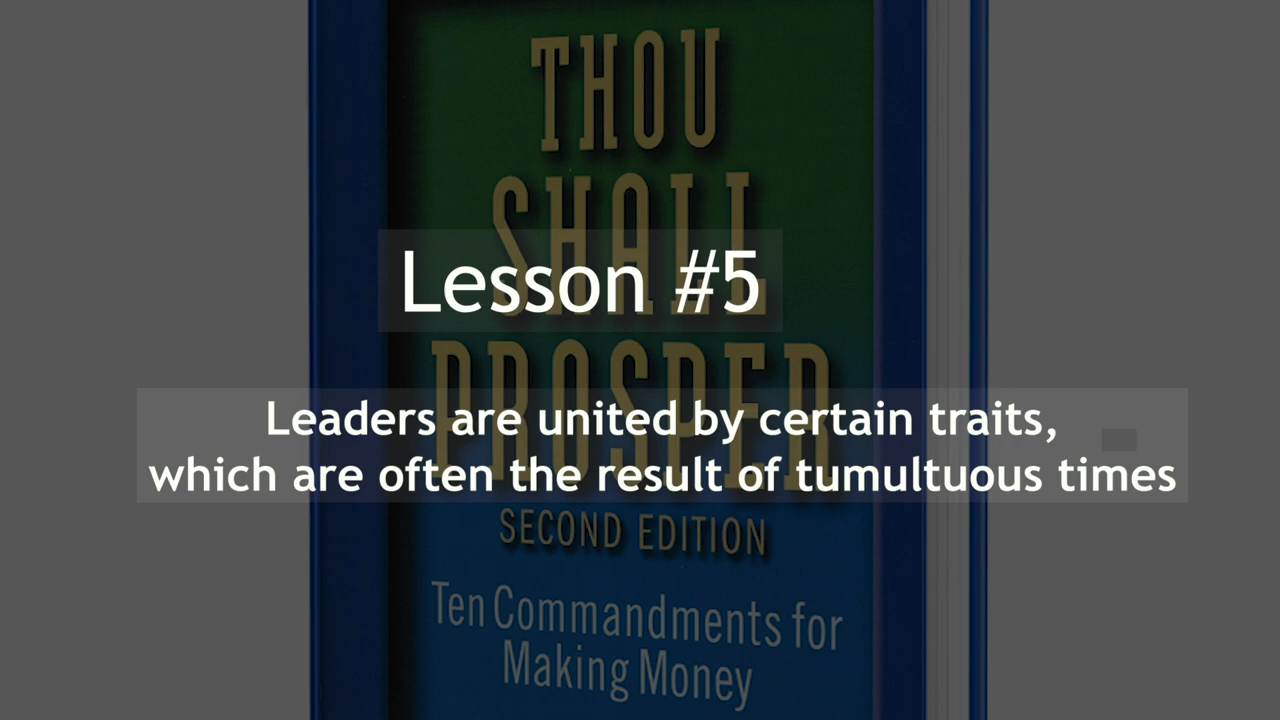 THOU
SHALL
Lesson #5
PROSPER
Leaders are united by certain traits,
which are often the result of tumultuous times
SECOND EDITION
Ten Commandments for
Making Money